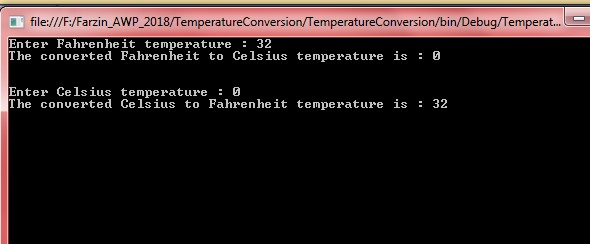 file:///F:/Farzin_AWP_2018/TemperatureConversion/TemperatureConversion/bin/Debug/Temperat...
Enter Fahrenheit temperature : 32
The converted Fahrenheit to Celsius temperature is : 0
Enter Celsius temperature : 0
The converted Celsius to Fahrenheit temperature is : 32